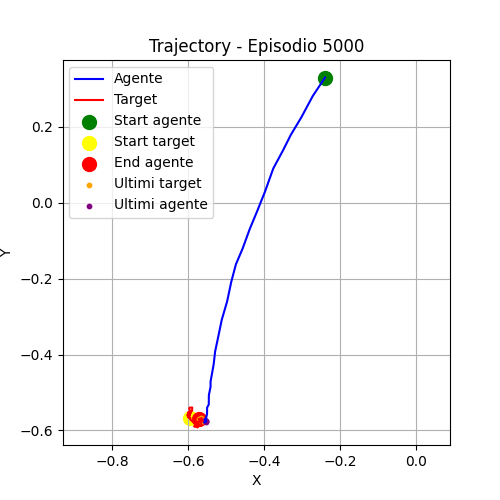 Trajectory - Episodio 5000
Agente
Target
Start agente
Start target
End agente
Ultimi target
Ultimi agente
Y
0.2
0.0
−0.2
−0.4
−0.6
−0.8
−0.6
−0.4
−0.2
0.0
X